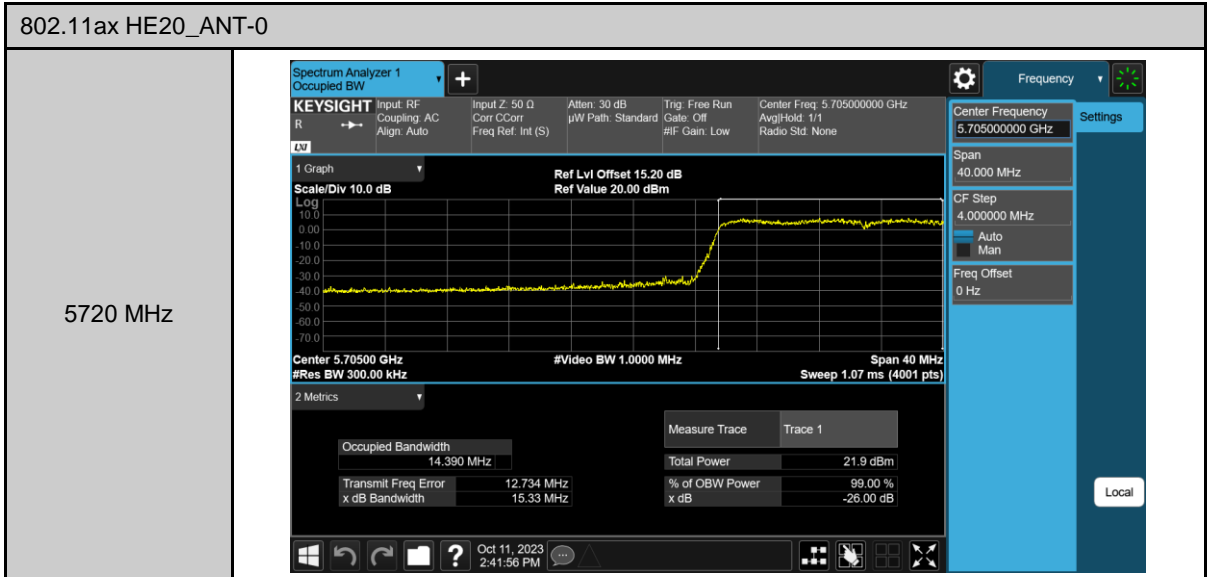 802.11ax HE20_ANT-0
5720 MHz
Spectrum Analyzer 1
Occupied BW
+
Frequency
KEYSIGHT
R
LXI
Input: RF
Coupling: AC
Align: Auto
Input Z: 50 Ω
Corr CCorr
Freq Ref: Int (S)
Atten: 30 dB
µW Path: Standard
Trig: Free Run
Gate: Off
#IF Gain: Low
Center Freq: 5.705000000 GHz
Avg|Hold: 1/1
Radio Std: None
Center Frequency
5.705000000 GHz
Settings
Span
40.000 MHz
CF Step
4.000000 MHz
Auto
Man
Freq Offset
0 Hz
Local
1 Graph
Scale/Div 10.0 dB
Ref Lvl Offset 15.20 dB
Ref Value 20.00 dBm
Log
10.0
0.00
-10.0
-20.0
-30.0
-40.0
-50.0
-60.0
-70.0
Center 5.70500 GHz
#Res BW 300.00 kHz
#Video BW 1.0000 MHz
Span 40 MHz
Sweep 1.07 ms (4001 pts)
2 Metrics
Measure Trace Trace 1
Occupied Bandwidth
14.390 MHz
Total Power 21.9 dBm
Transmit Freq Error 12.734 MHz
% of OBW Power 99.00 %
x dB Bandwidth 15.33 MHz
x dB -26.00 dB
?
Oct 11, 2023
2:41:56 PM